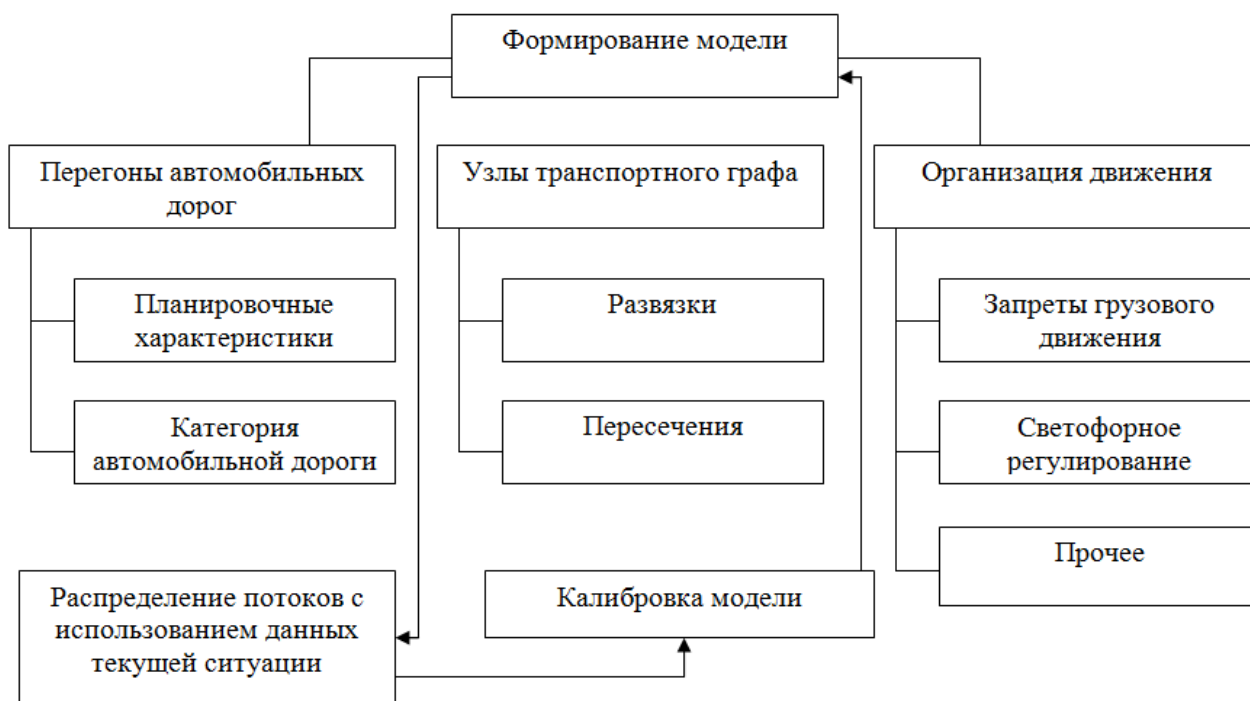 Формирование модели
Перегоны автомобильных
дорог
Узлы транспортного графа
Организация движения
Планировочные
характеристики
Развязки
Запреты грузового
движения
Категория
автомобильной дороги
Пересечения
Светофорное
регулирование
Прочее
Распределение потоков с
использованием данных
текущей ситуации
Калибровка модели